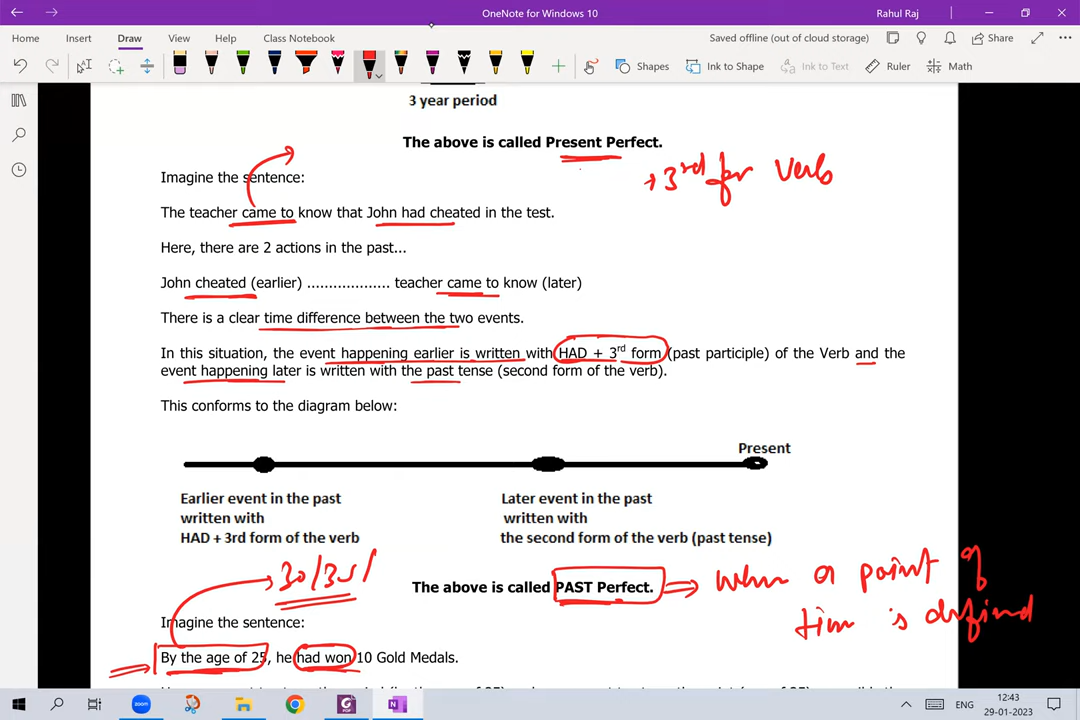 OneNote for Windows 10
Rahul Raj
Home Insert Draw View Help Class Notebook
Saved offline (out of cloud storage)
Share
Shapes
Ink to Shape
Ink to Text
Ruler
Math
3 year period
The above is called Present Perfect.
→ 3rd for Verb
Imagine the sentence:
The teacher came to know that John had cheated in the test.
Here, there are 2 actions in the past...
John cheated (earlier) ................... teacher came to know (later)
There is a clear time difference between the two events.
In this situation, the event happening earlier is written with HAD + 3rd form (past participle) of the Verb and the
event happening later is written with the past tense (second form of the verb).
This conforms to the diagram below:
Present
Earlier event in the past
written with
HAD + 3rd form of the verb
Later event in the past
written with
the second form of the verb (past tense)
30/35/
The above is called PAST Perfect.
when a point of
time is defined
Imagine the sentence:
By the age of 25, he had won 10 Gold Medals.
zoom
ENG
12:43
29-01-2023